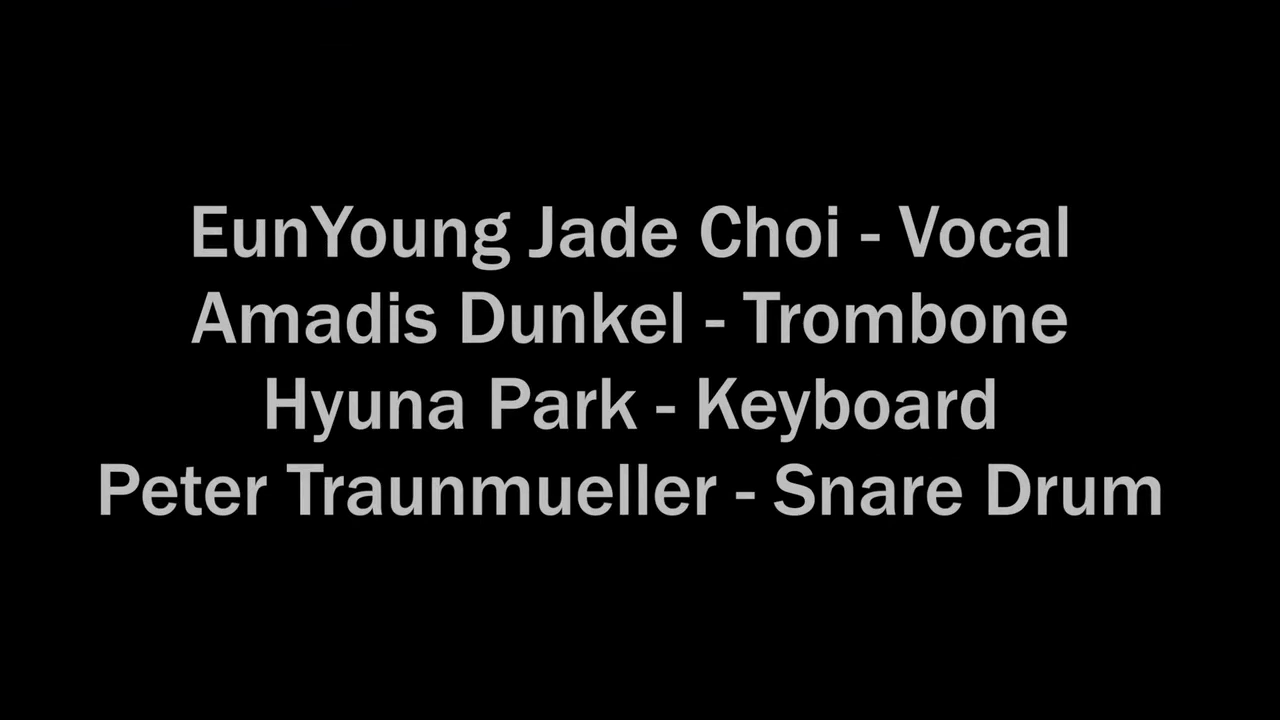 EunYoung Jade Choi - Vocal
Amadis Dunkel - Trombone
Hyuna Park - Keyboard
Peter Traunmueller - Snare Drum